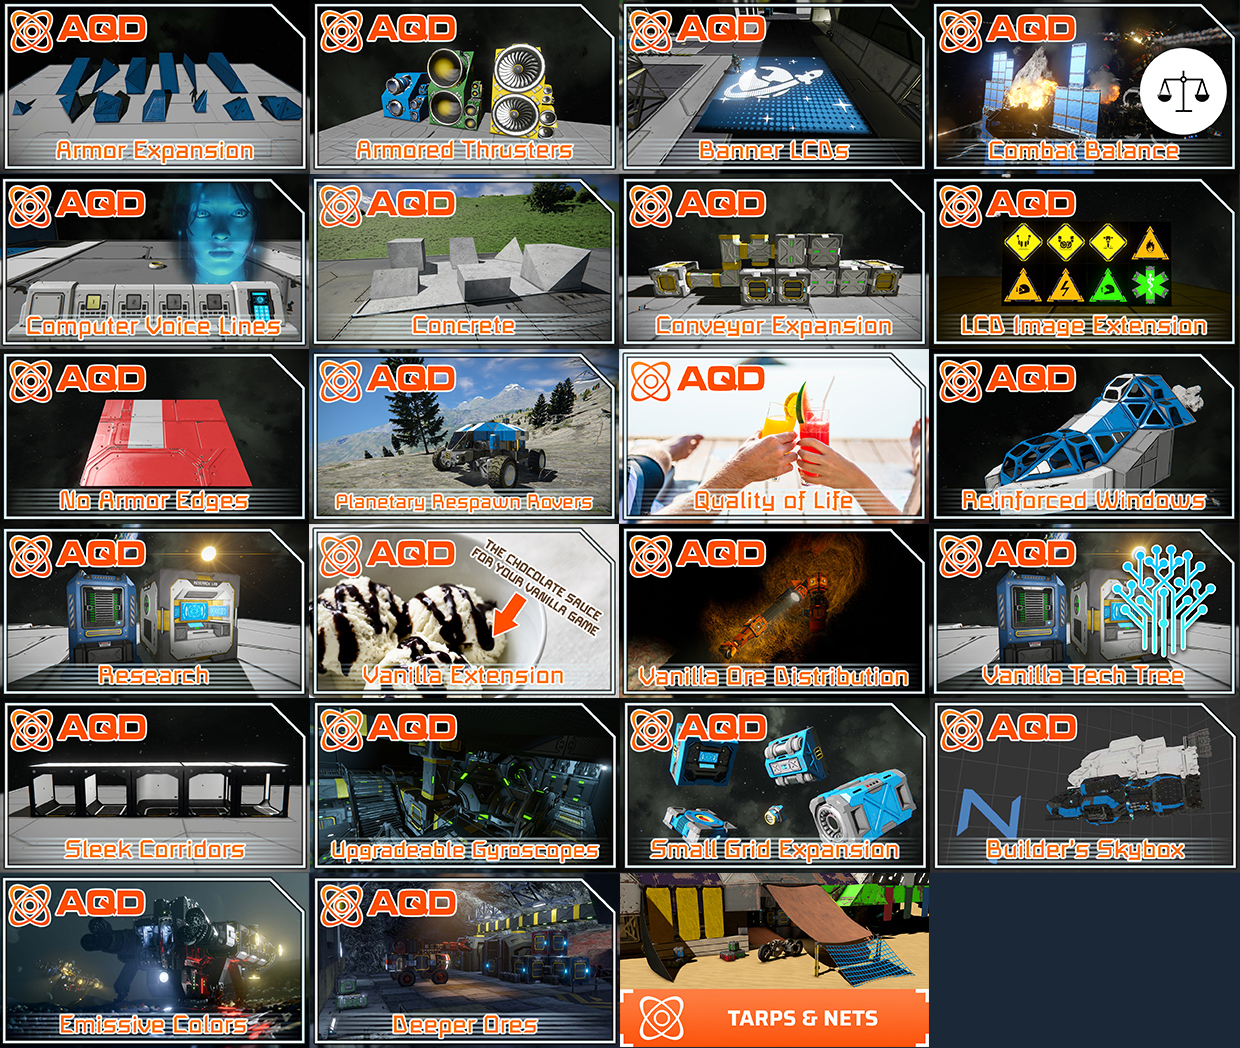 AQD
Armor Expansion
AQD
Armored Thrusters
AQD
Banner LCDs
AQD
Combat Balance
AQD
Computer Voice Lines
AQD
Concrete
AQD
Conveyor Expansion
AQD
LCD Image Extension
AQD
No Armor Edges
AQD
Planetary Respawn Rovers
AQD
Quality of Life
AQD
Reinforced Windows
AQD
RESEARCH LAB
Research
AQD
THE CHOCOLATE SAUCE
FOR YOUR VANILLA GAME
Vanilla Extension
AQD
Vanilla Ore Distribution
AQD
Vanilla Tech Tree
AQD
Sleek Corridors
AQD
Upgradeable Gyroscopes
AQD
Small Grid Expansion
AQD
N
Builder's Skybox
AQD
Emissive Colors
AQD
Deeper Ores
TARPS & NETS